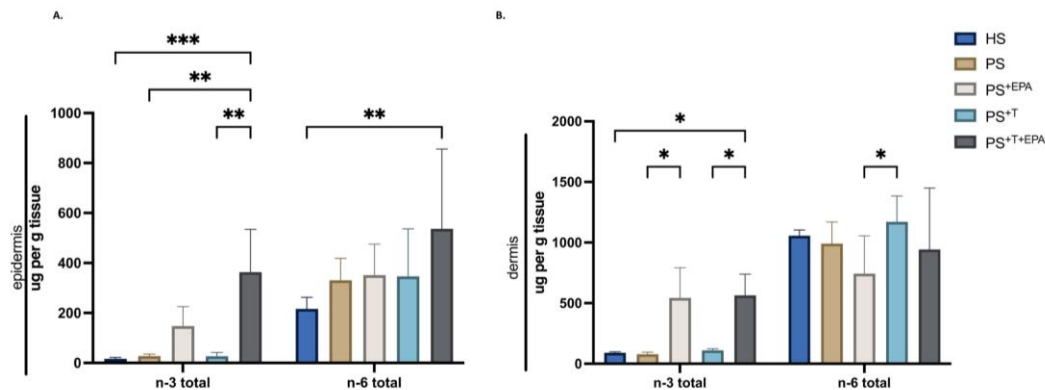 A.
***
**
**
**
1000
800
600
400
200
0
epidermis
ug per g tissue
n-3 total
n-6 total
B.
*
*
*
*
2000
1500
1000
500
0
dermis
ug per g tissue
n-3 total
n-6 total
HS
PS
PS+EPA
PS+T
PS+T+EPA